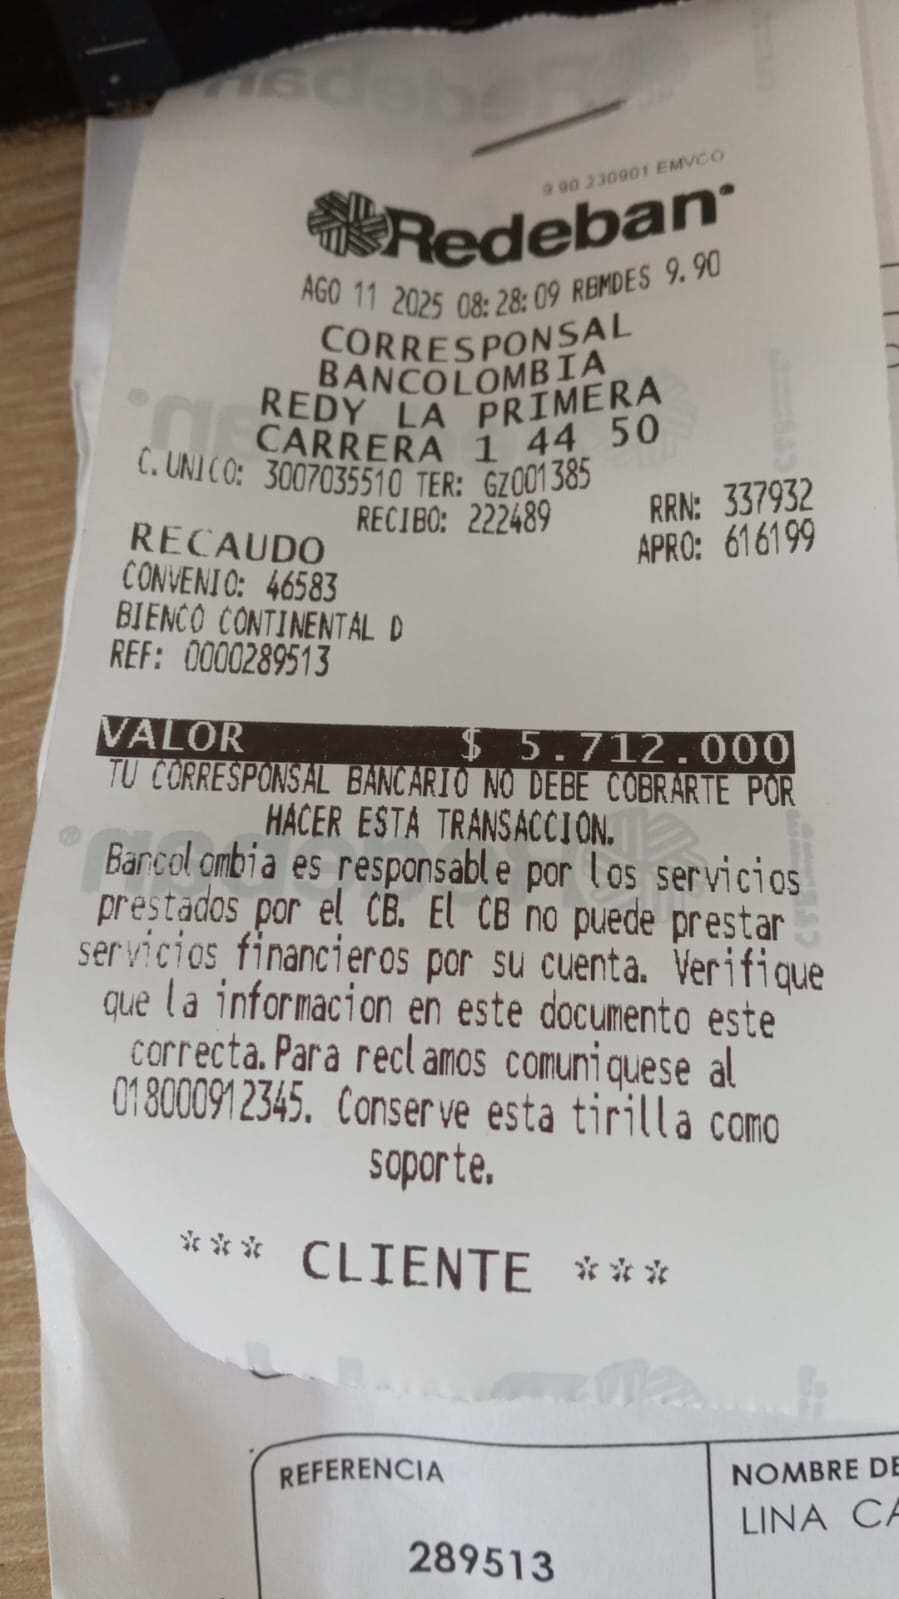 9.90 230901 EMVCO
Redeban
AGO 11 2025 08:28:09 RBMDES 9.90
CORRESPONSAL
BANCOLOMBIA
REDY LA PRIMERA
CARRERA 1 44 50
C. UNICO: 3007035510 TER: GZ001385
RECIBO: 222489 RRN: 337932
RECAUDO APRO: 616199
CONVENIO: 46583
BIENCO CONTINENTAL D
REF: 0000289513
VALOR $ 5.712.000
TU CORRESPONSAL BANCARIO NO DEBE COBRARTE POR
HACER ESTA TRANSACCION.
Bancolombia es responsable por los servicios
prestados por el CB. El CB no puede prestar
servicios financieros por su cuenta. Verifique
que la informacion en este documento este
correcta. Para reclamos comuniquese al
018000912345. Conserve esta tirilla como
soporte.
*** CLIENTE ***
REFERENCIA
289513
NOMBRE DE
LINA CA